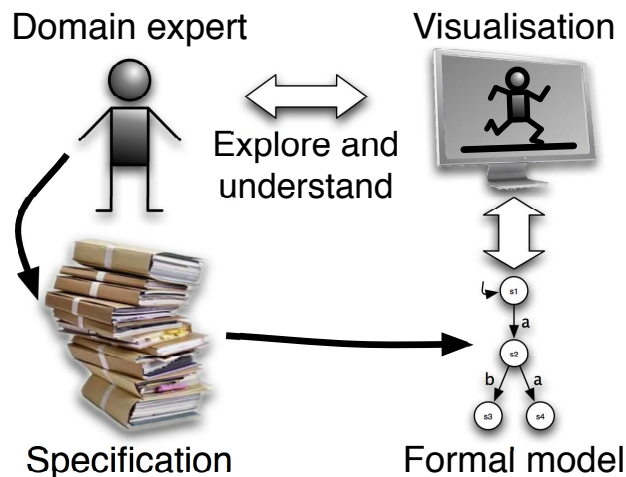 Domain expert
Visualisation
Explore and
understand
s1
a
s2
b
a
s3
s4
Specification
Formal model